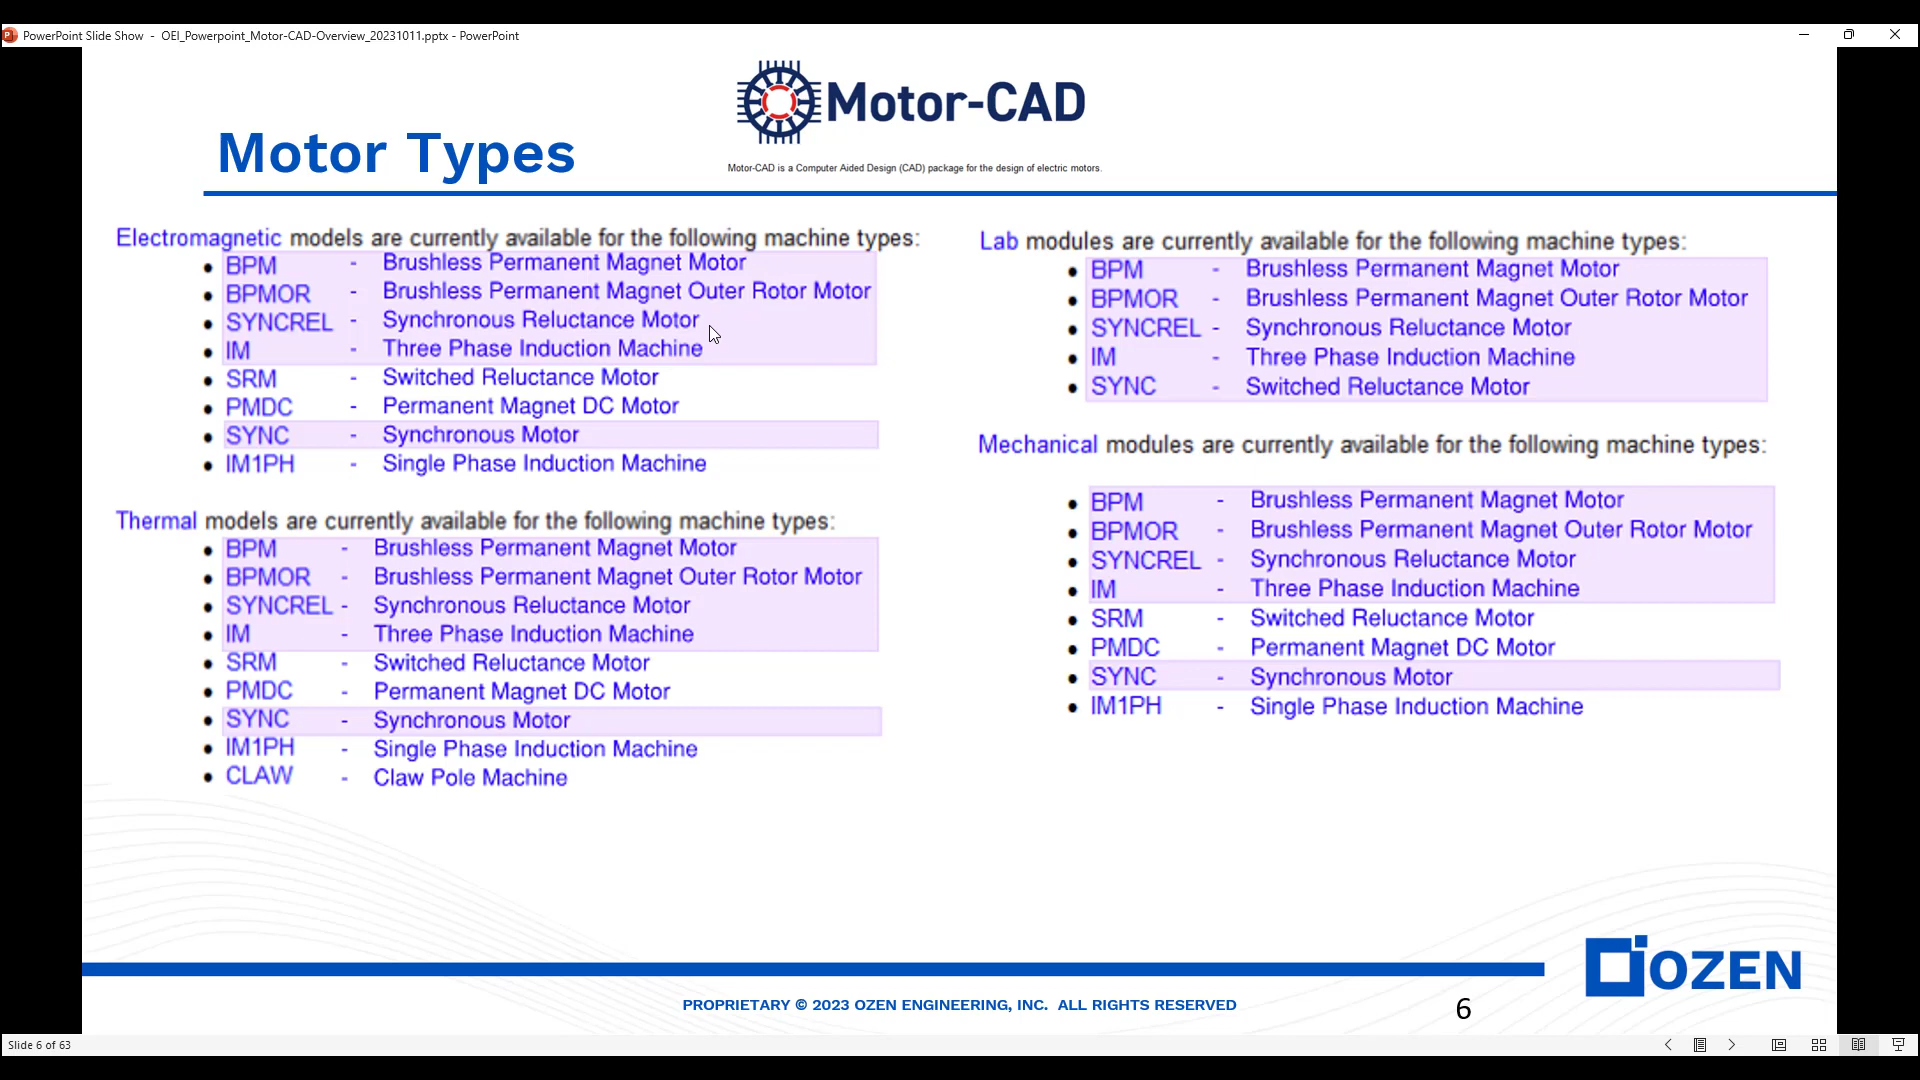 PowerPoint Slide Show - OEI_Powerpoint_Motor-CAD-Overview_20231011.pptx - PowerPoint
Motor-CAD
Motor Types
Motor-CAD is a Computer Aided Design (CAD) package for the design of electric motors.
Electromagnetic models are currently available for the following machine types:
• BPM - Brushless Permanent Magnet Motor
• BPMOR - Brushless Permanent Magnet Outer Rotor Motor
• SYNCREL - Synchronous Reluctance Motor
• IM - Three Phase Induction Machine
• SRM - Switched Reluctance Motor
• PMDC - Permanent Magnet DC Motor
• SYNC - Synchronous Motor
• IM1PH - Single Phase Induction Machine
Thermal models are currently available for the following machine types:
• BPM - Brushless Permanent Magnet Motor
• BPMOR - Brushless Permanent Magnet Outer Rotor Motor
• SYNCREL - Synchronous Reluctance Motor
• IM - Three Phase Induction Machine
• SRM - Switched Reluctance Motor
• PMDC - Permanent Magnet DC Motor
• SYNC - Synchronous Motor
• IM1PH - Single Phase Induction Machine
• CLAW - Claw Pole Machine
Lab modules are currently available for the following machine types:
• BPM - Brushless Permanent Magnet Motor
• BPMOR - Brushless Permanent Magnet Outer Rotor Motor
• SYNCREL - Synchronous Reluctance Motor
• IM - Three Phase Induction Machine
• SYNC - Switched Reluctance Motor
Mechanical modules are currently available for the following machine types:
• BPM - Brushless Permanent Magnet Motor
• BPMOR - Brushless Permanent Magnet Outer Rotor Motor
• SYNCREL - Synchronous Reluctance Motor
• IM - Three Phase Induction Machine
• SRM - Switched Reluctance Motor
• PMDC - Permanent Magnet DC Motor
• SYNC - Synchronous Motor
• IM1PH - Single Phase Induction Machine
OZEN
PROPRIETARY © 2023 OZEN ENGINEERING, INC. ALL RIGHTS RESERVED
6
Slide 6 of 63